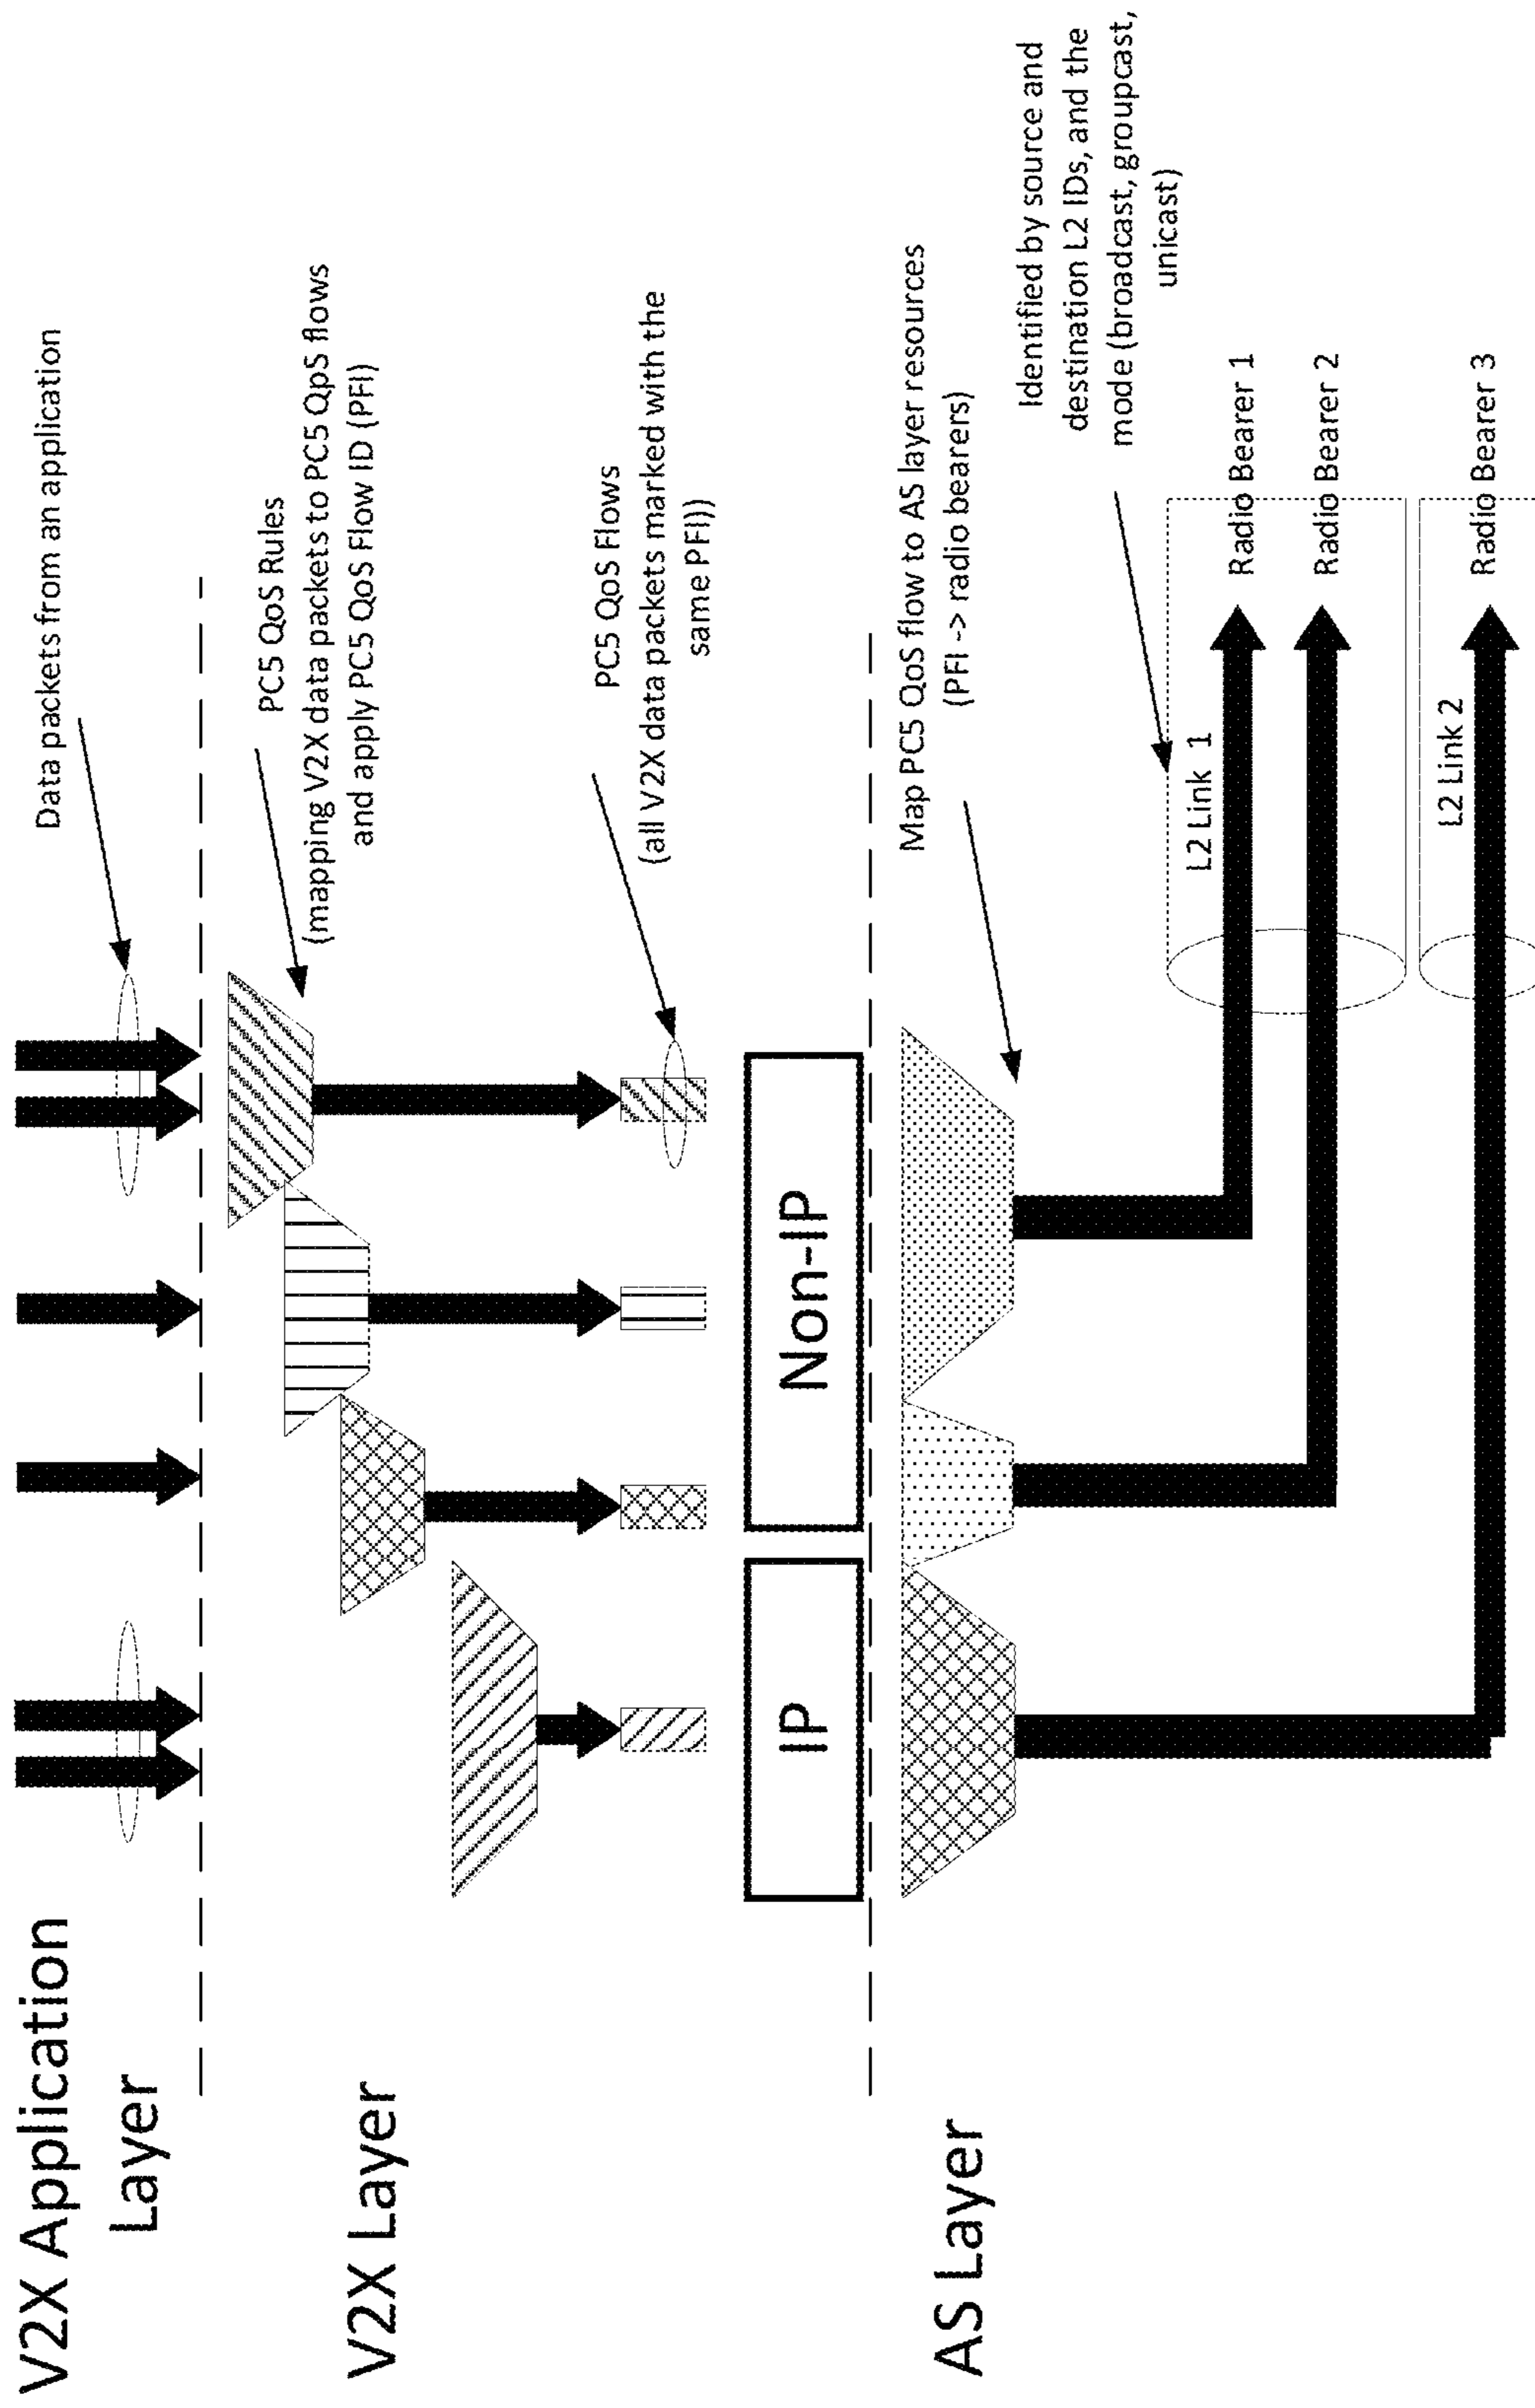 V2X Application
Layer
Data packets from an application
V2X Layer
PC5 QoS Rules
(mapping V2X data packets to PC5 QpS flows
and apply PC5 QoS Flow ID (PFI)
PC5 QoS Flows
(all V2X data packets marked with the
same PFI))
IP
Non-IP
AS Layer
Map PC5 QoS flow to AS layer resources
(PFI -> radio bearers)
Identified by source and
destination L2 IDs, and the
mode (broadcast, groupcast,
unicast)
L2 Link 1
Radio Bearer 1
Radio Bearer 2
L2 Link 2
Radio Bearer 3